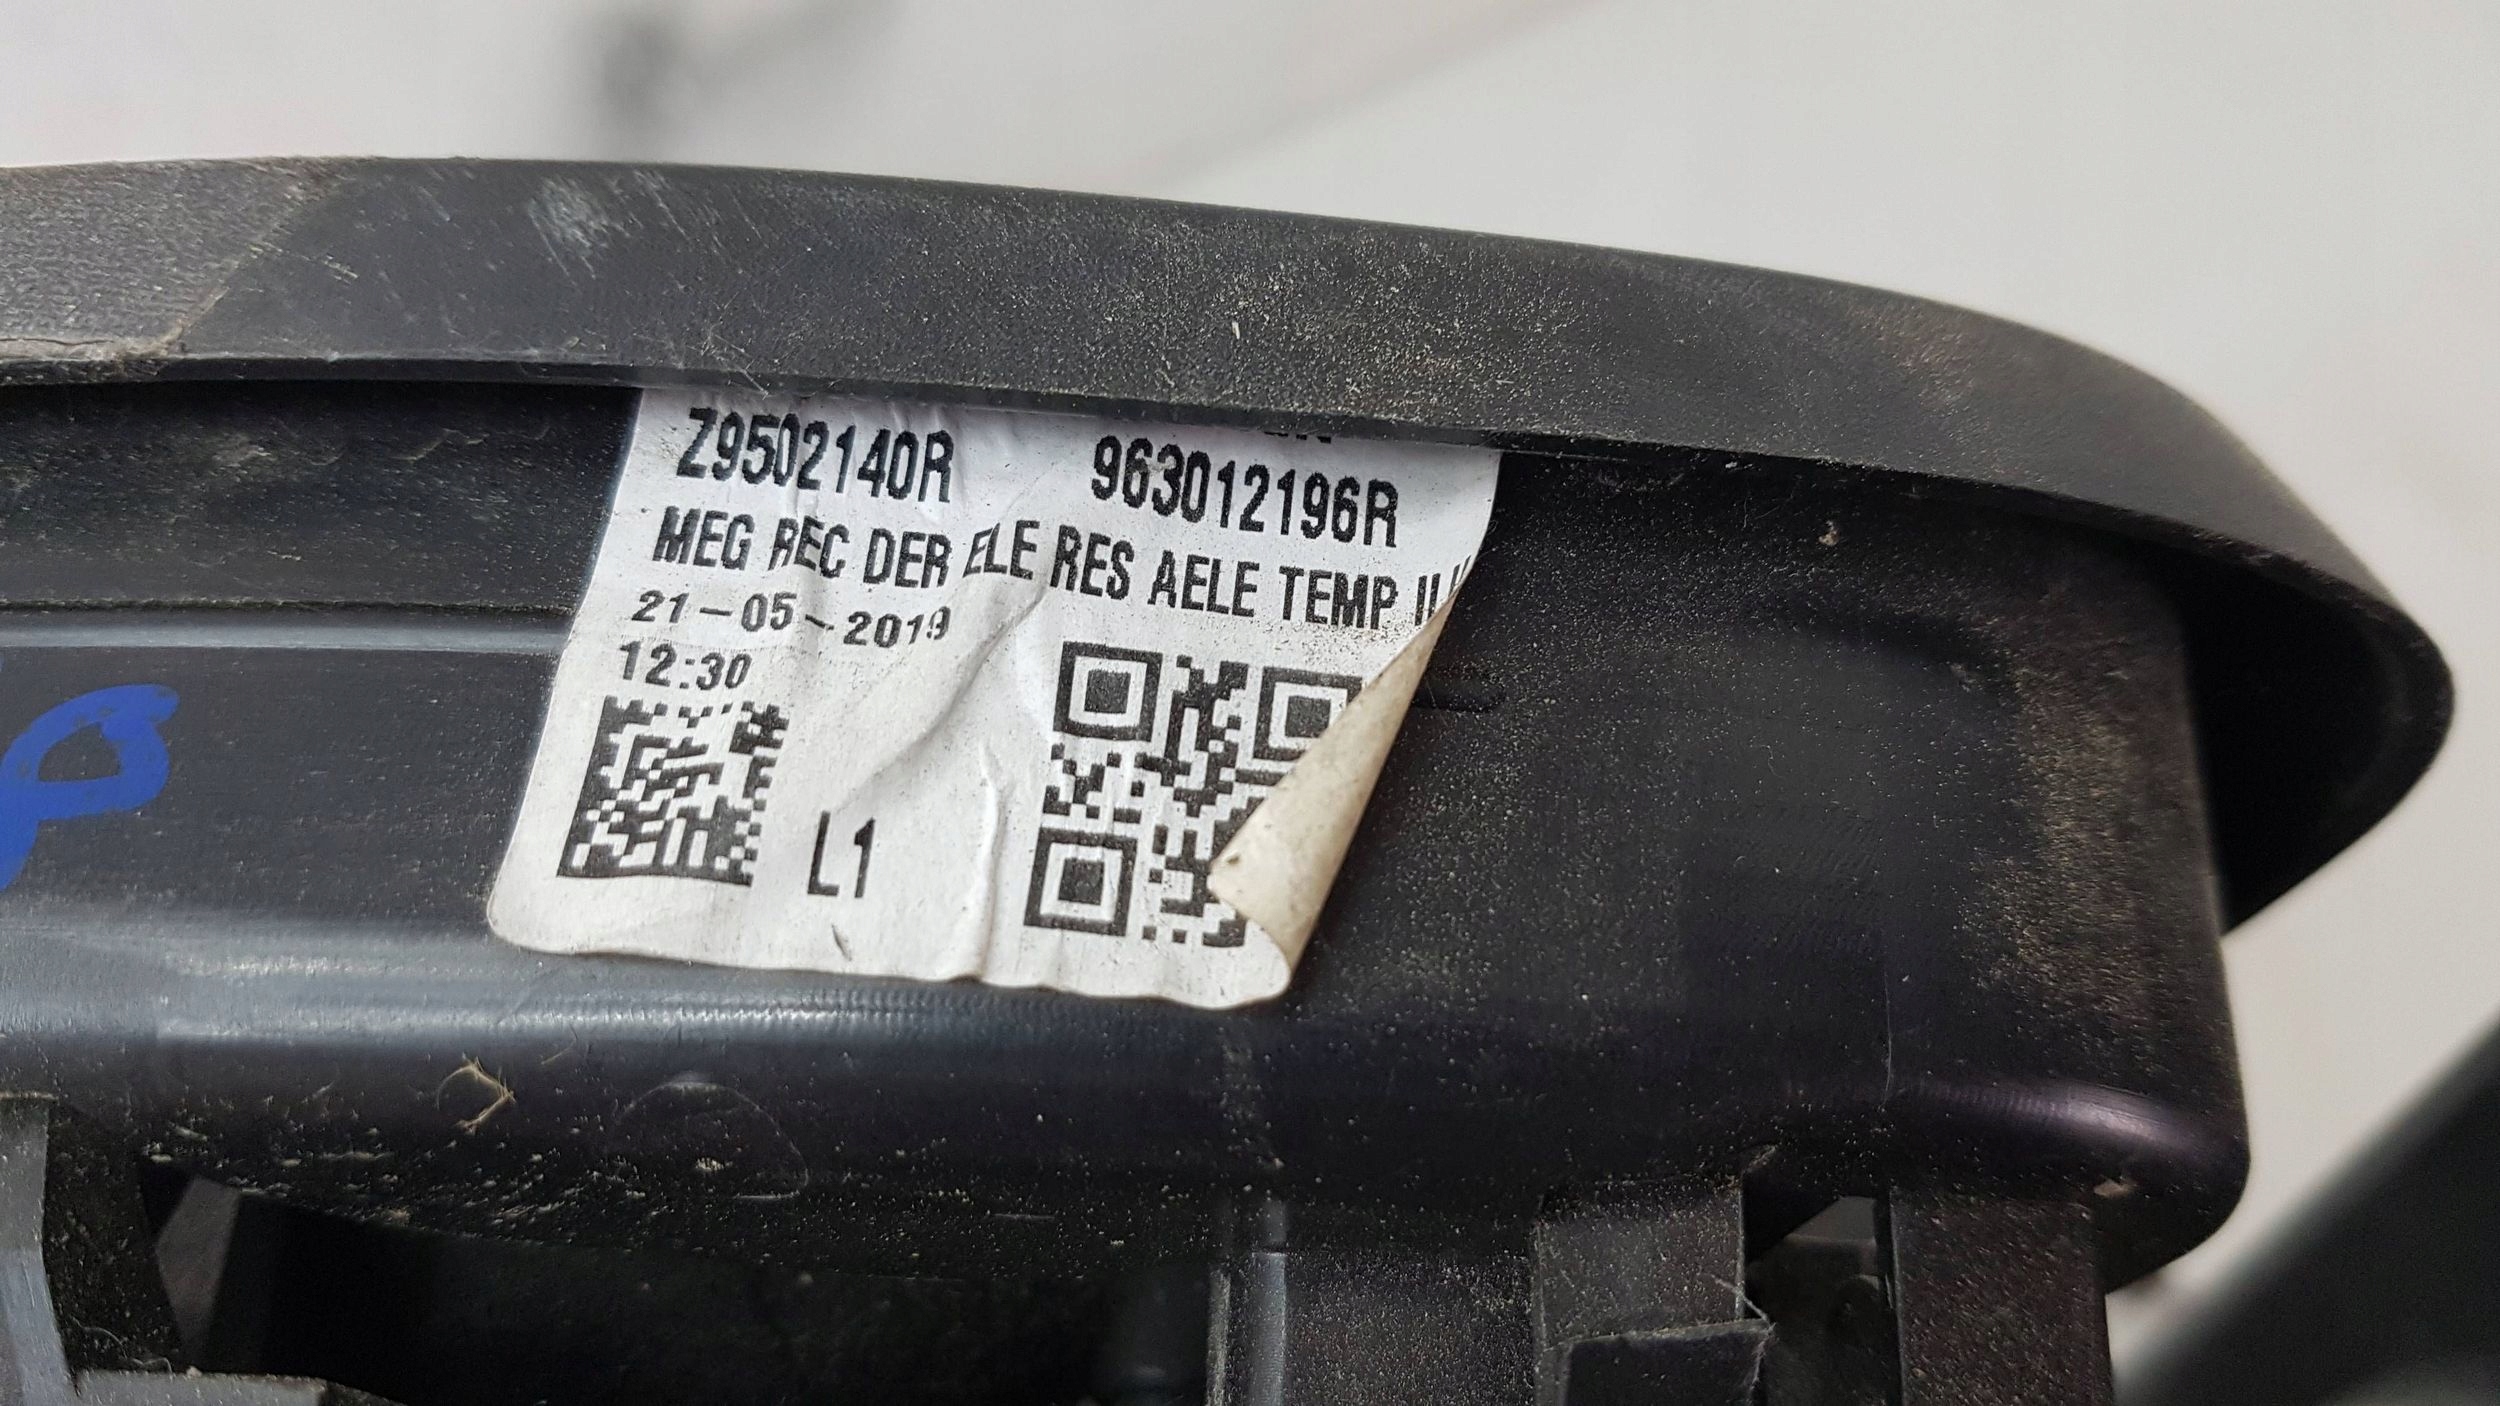 Z9502140R 963012196R
MEG REC DER ELE RES AELE TEMP
21-05-2019
12:30
L1